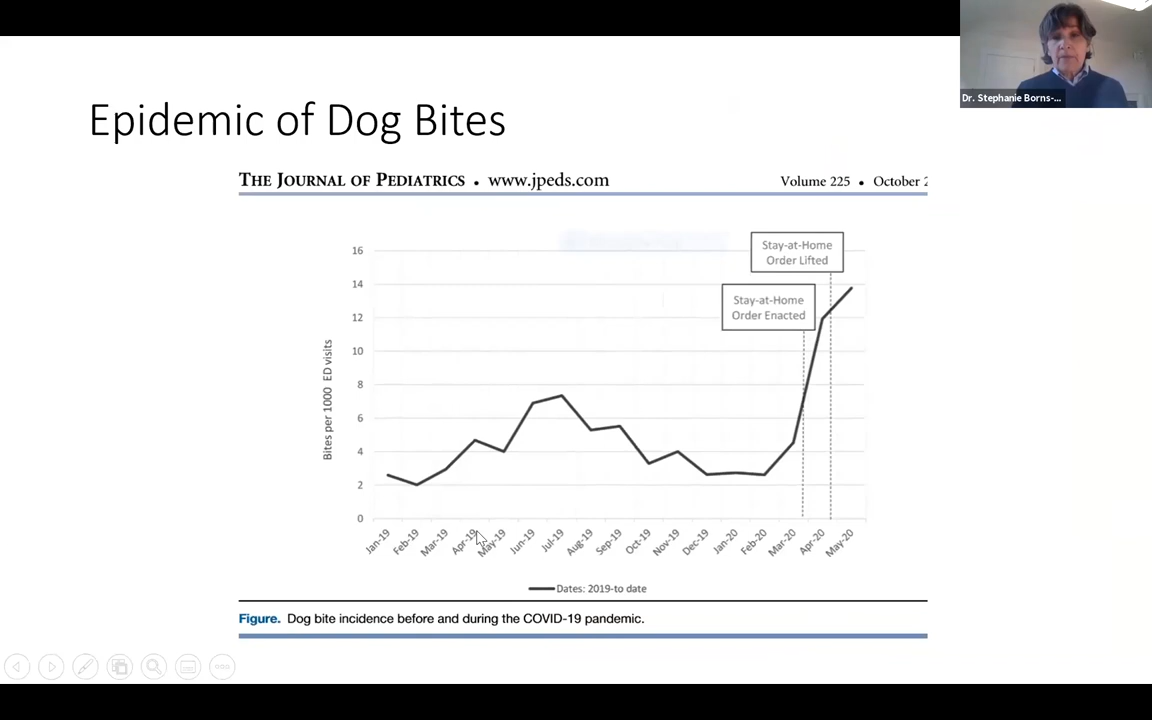 Dr. Stephanie Borns-...
Epidemic of Dog Bites
THE JOURNAL OF PEDIATRICS • www.jpeds.com
Volume 225 • October 2
Stay-at-Home
Order Lifted
Stay-at-Home
Order Enacted
16
14
12
10
8
6
4
2
0
Bites per 1000 ED visits
Jan-19
Feb-19
Mar-19
Apr-19
May-19
Jun-19
Jul-19
Aug-19
Sep-19
Oct-19
Nov-19
Dec-19
Jan-20
Feb-20
Mar-20
Apr-20
May-20
Dates: 2019-to date
Figure. Dog bite incidence before and during the COVID-19 pandemic.